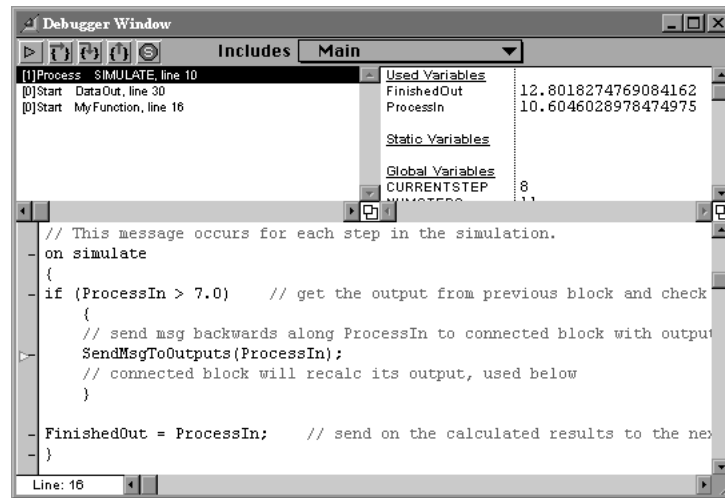 Debugger Window
Includes Main
[1]Process SIMULATE, line 10
[0]Start DataOut, line 30
[0]Start MyFunction, line 16
Used Variables
FinishedOut 12.8018274769084162
ProcessIn 10.6046028978474975
Static Variables
Global Variables
CURRENTSTEP 8
// This message occurs for each step in the simulation.
on simulate
{
if (ProcessIn > 7.0) // get the output from previous block and check
{
// send msg backwards along ProcessIn to connected block with output
SendMsgToOutputs(ProcessIn);
// connected block will recalc its output, used below
}
FinishedOut = ProcessIn; // send on the calculated results to the nex
}
Line: 16